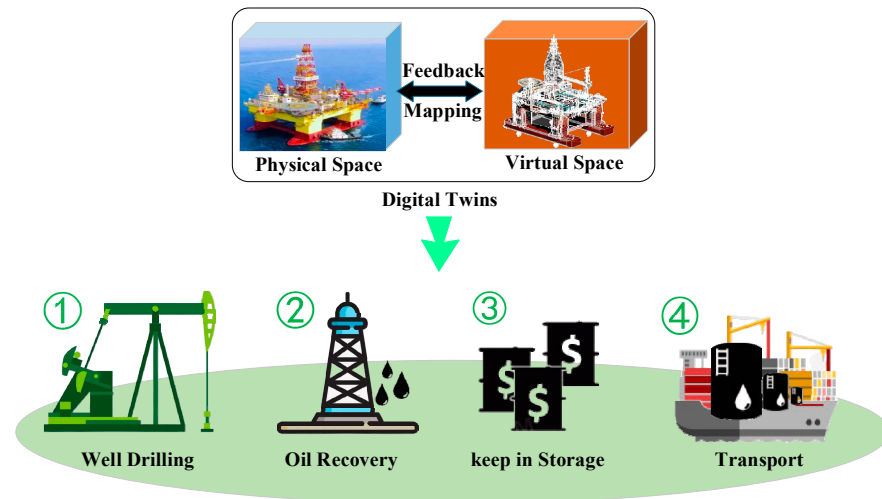 Feedback
Mapping
Physical Space
Virtual Space
Digital Twins
①
②
③
④
$
$
$
Well Drilling
Oil Recovery
keep in Storage
Transport